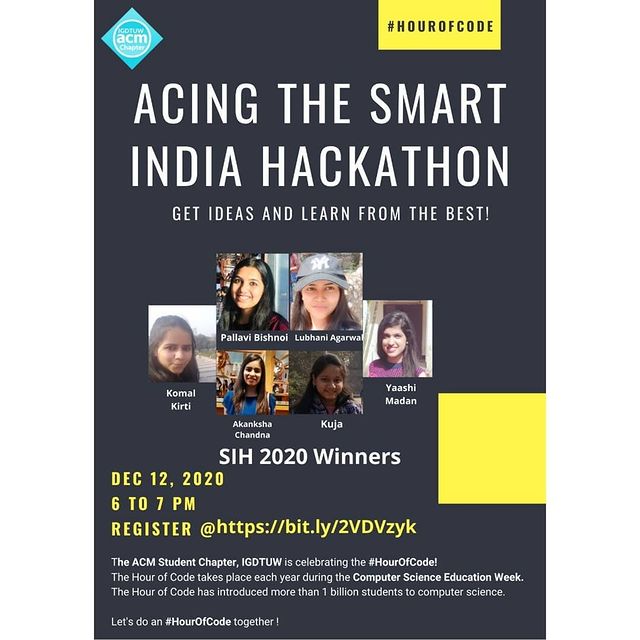 IGDTUW
acm
Chapter
#HOUROFCODE
ACING THE SMART
INDIA HACKATHON
GET IDEAS AND LEARN FROM THE BEST!
Pallavi Bishnoi
Lubhani Agarwal
Komal
Kirti
Yaashi
Madan
Akanksha
Chandna
Kuja
SIH 2020 Winners
DEC 12, 2020
6 TO 7 PM
REGISTER @https://bit.ly/2VDVzyk
The ACM Student Chapter, IGDTUW is celebrating the #HourOfCode!
The Hour of Code takes place each year during the Computer Science Education Week.
The Hour of Code has introduced more than 1 billion students to computer science.
Let's do an #HourOfCode together !